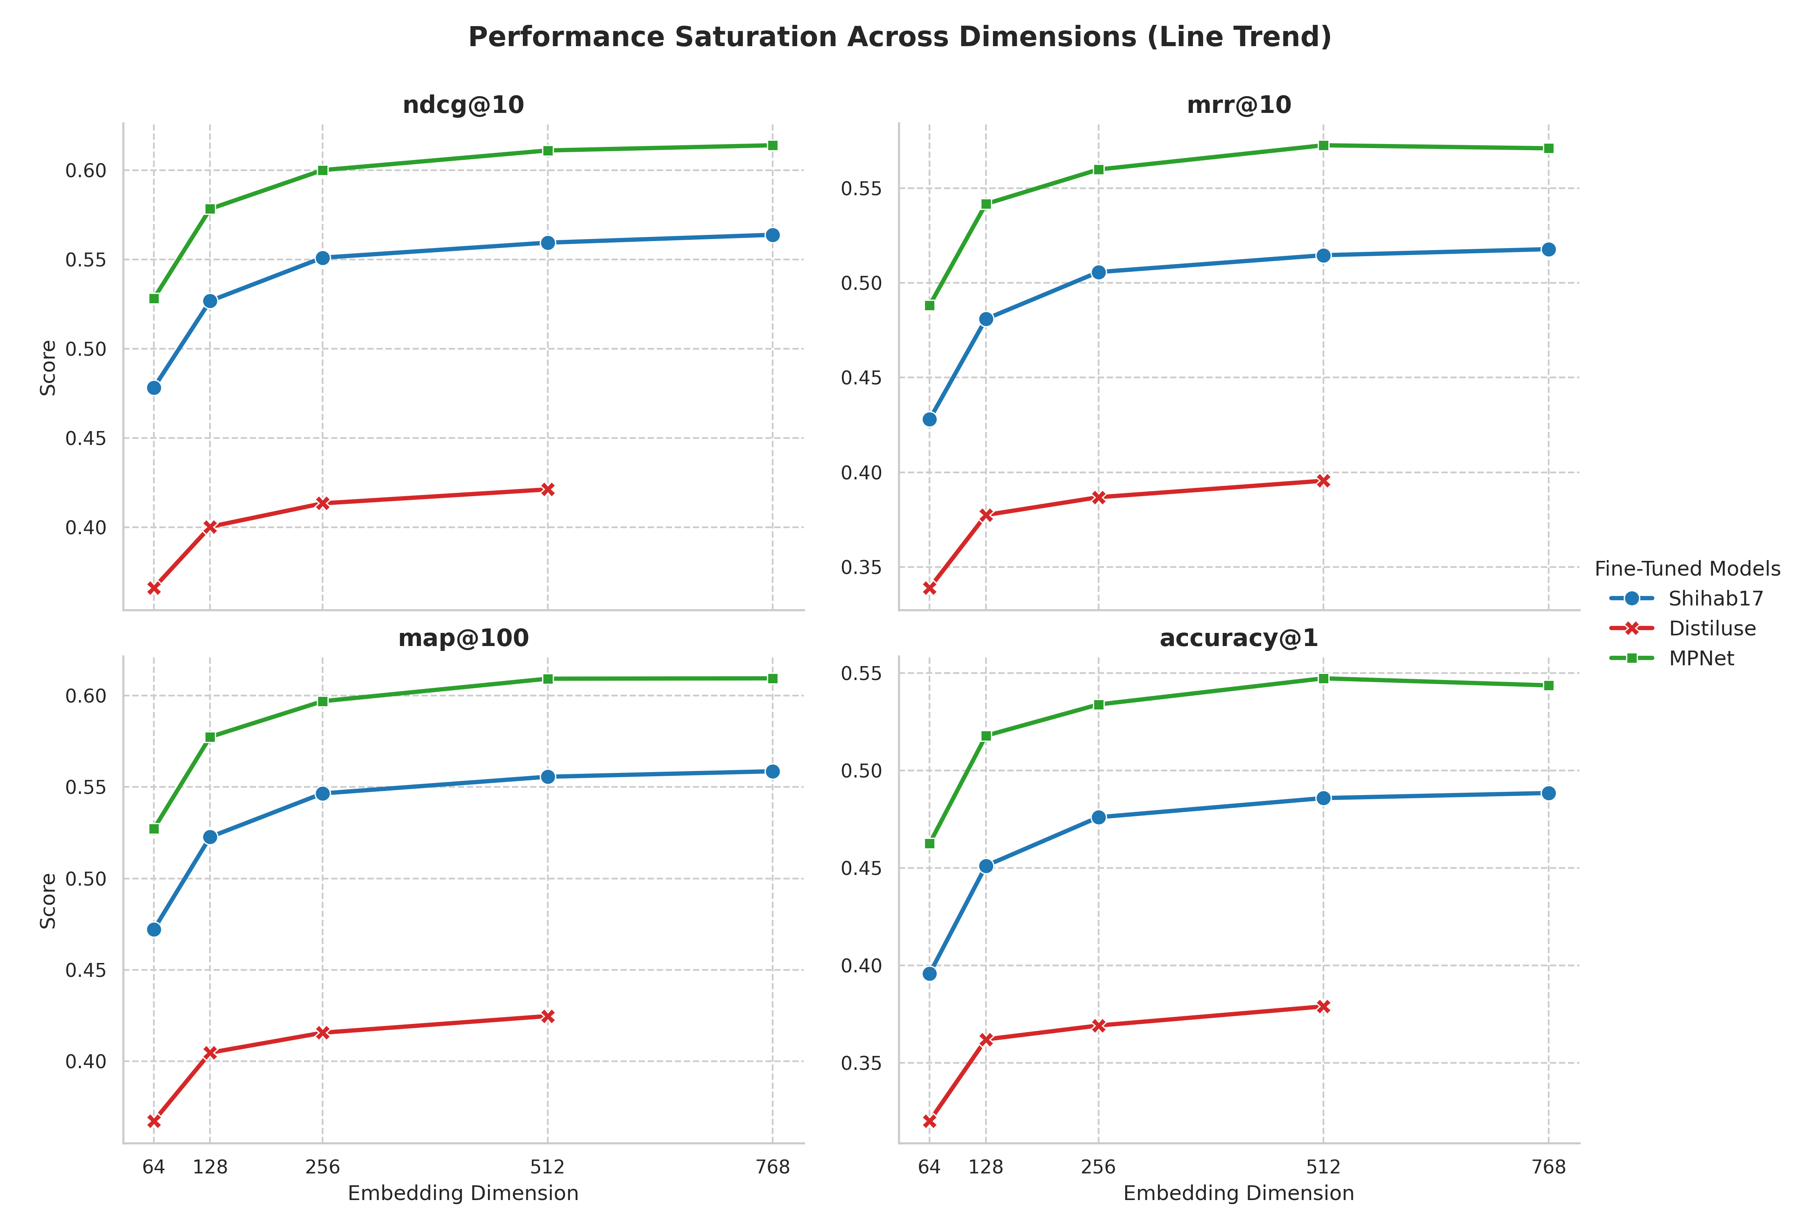 Performance Saturation Across Dimensions (Line Trend)
ndcg@10
0.60
0.55
0.50
0.45
0.40
Score
mrr@10
0.55
0.50
0.45
0.40
0.35
map@100
0.60
0.55
0.50
0.45
0.40
Score
64 128 256 512 768
Embedding Dimension
accuracy@1
0.55
0.50
0.45
0.40
0.35
64 128 256 512 768
Embedding Dimension
Fine-Tuned Models
Shihab17
Distiluse
MPNet